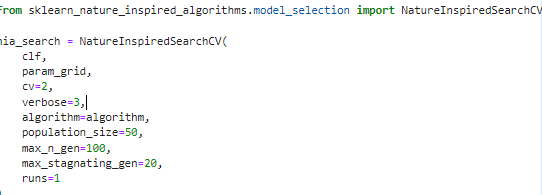 from sklearn_nature_inspired_algorithms.model_selection import NatureInspiredSearchCV
nia_search = NatureInspiredSearchCV(
clf,
param_grid,
cv=2,
verbose=3,
algorithm=algorithm,
population_size=50,
max_n_gen=100,
max_stagnating_gen=20,
runs=1